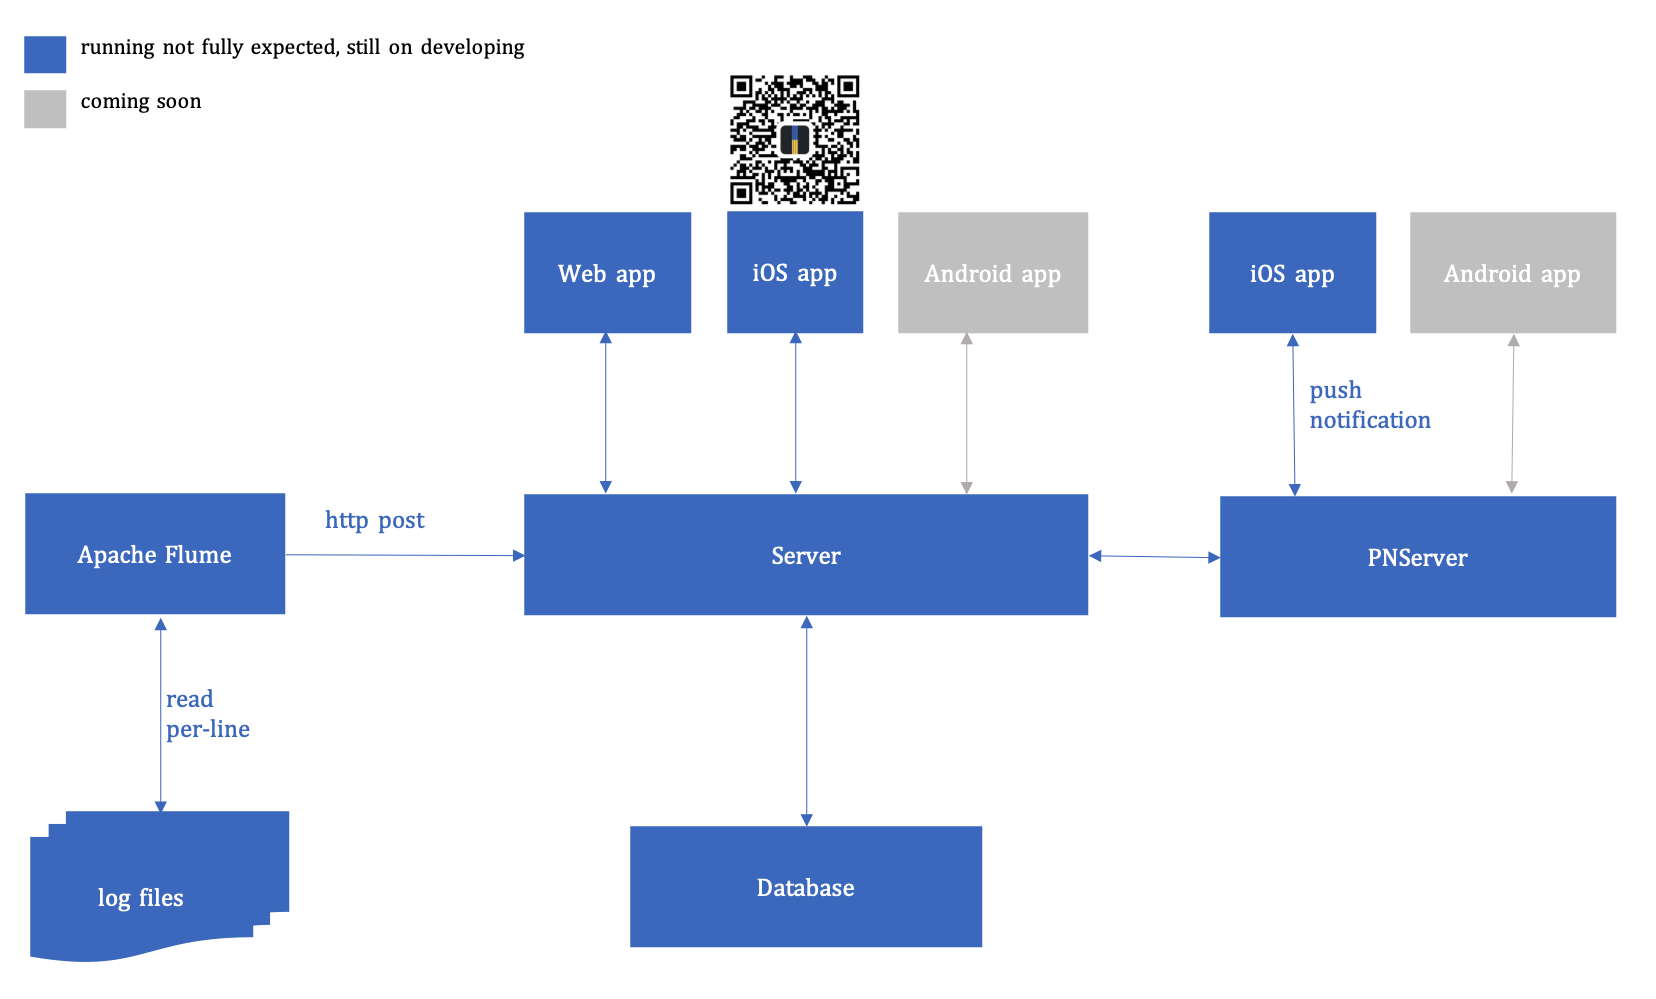 running not fully expected, still on developing
coming soon
Web app
iOS app
Android app
iOS app
Android app
push
notification
Apache Flume
http post
Server
PNServer
read
per-line
log files
Database